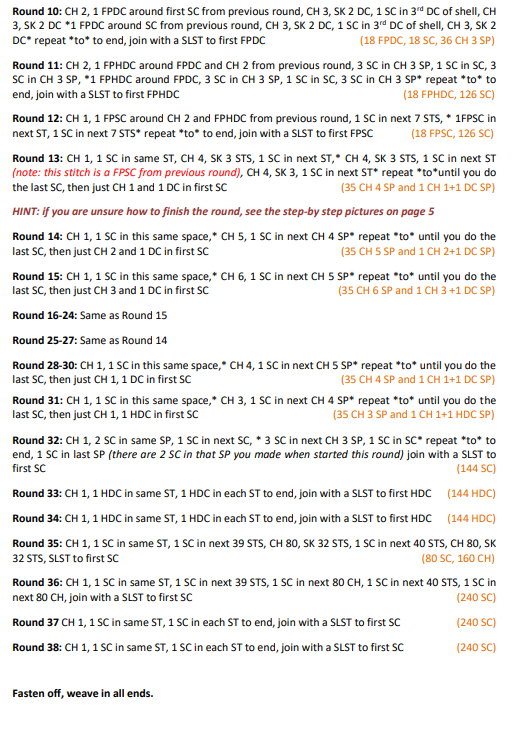 Round 10: CH 2, 1 FPDC around first SC from previous round, CH 3, SK 2 DC, 1 SC in 3rd DC of shell, CH
3, SK 2 DC *1 FPDC around SC from previous round, CH 3, SK 2 DC, 1 SC in 3rd DC of shell, CH 3, SK 2
DC* repeat *to* to end, join with a SLST to first FPDC (18 FPDC, 18 SC, 36 CH 3 SP)
Round 11: CH 2, 1 FPHDC around FPDC and CH 2 from previous round, 3 SC in CH 3 SP, 1 SC in SC, 3
SC in CH 3 SP, *1 FPHDC around FPDC, 3 SC in CH 3 SP, 1 SC in SC, 3 SC in CH 3 SP* repeat *to* to
end, join with a SLST to first FPHDC (18 FPHDC, 126 SC)
Round 12: CH 1, 1 FPSC around CH 2 and FPHDC from previous round, 1 SC in next 7 STS, * 1FPSC in
next ST, 1 SC in next 7 STS* repeat *to* to end, join with a SLST to first FPSC (18 FPSC, 126 SC)
Round 13: CH 1, 1 SC in same ST, CH 4, SK 3 STS, 1 SC in next ST,* CH 4, SK 3 STS, 1 SC in next ST
(note: this stitch is a FPSC from previous round), CH 4, SK 3, 1 SC in next ST* repeat *to*until you do
the last SC, then just CH 1 and 1 DC in first SC (35 CH 4 SP and 1 CH 1+1 DC SP)
HINT: if you are unsure how to finish the round, see the step-by step pictures on page 5
Round 14: CH 1, 1 SC in this same space,* CH 5, 1 SC in next CH 4 SP* repeat *to* until you do the
last SC, then just CH 2 and 1 DC in first SC (35 CH 5 SP and 1 CH 2+1 DC SP)
Round 15: CH 1, 1 SC in this same space,* CH 6, 1 SC in next CH 5 SP* repeat *to* until you do the
last SC, then just CH 3 and 1 DC in first SC (35 CH 6 SP and 1 CH 3 +1 DC SP)
Round 16-24: Same as Round 15
Round 25-27: Same as Round 14
Round 28-30: CH 1, 1 SC in this same space,* CH 4, 1 SC in next CH 5 SP* repeat *to* until you do the
last SC, then just CH 1, 1 DC in first SC (35 CH 4 SP and 1 CH 1+1 DC SP)
Round 31: CH 1, 1 SC in this same space,* CH 3, 1 SC in next CH 4 SP* repeat *to* until you do the
last SC, then just CH 1, 1 HDC in first SC (35 CH 3 SP and 1 CH 1+1 HDC SP)
Round 32: CH 1, 2 SC in same SP, 1 SC in next SC, * 3 SC in next CH 3 SP, 1 SC in SC* repeat *to* to
end, 1 SC in last SP (there are 2 SC in that SP you made when started this round) join with a SLST to
first SC (144 SC)
Round 33: CH 1, 1 HDC in same ST, 1 HDC in each ST to end, join with a SLST to first HDC (144 HDC)
Round 34: CH 1, 1 HDC in same ST, 1 HDC in each ST to end, join with a SLST to first HDC (144 HDC)
Round 35: CH 1, 1 SC in same ST, 1 SC in next 39 STS, CH 80, SK 32 STS, 1 SC in next 40 STS, CH 80, SK
32 STS, SLST to first SC (80 SC, 160 CH)
Round 36: CH 1, 1 SC in same ST, 1 SC in next 39 STS, 1 SC in next 80 CH, 1 SC in next 40 STS, 1 SC in
next 80 CH, join with a SLST to first SC (240 SC)
Round 37 CH 1, 1 SC in same ST, 1 SC in each ST to end, join with a SLST to first SC (240 SC)
Round 38: CH 1, 1 SC in same ST, 1 SC in each ST to end, join with a SLST to first SC (240 SC)
Fasten off, weave in all ends.